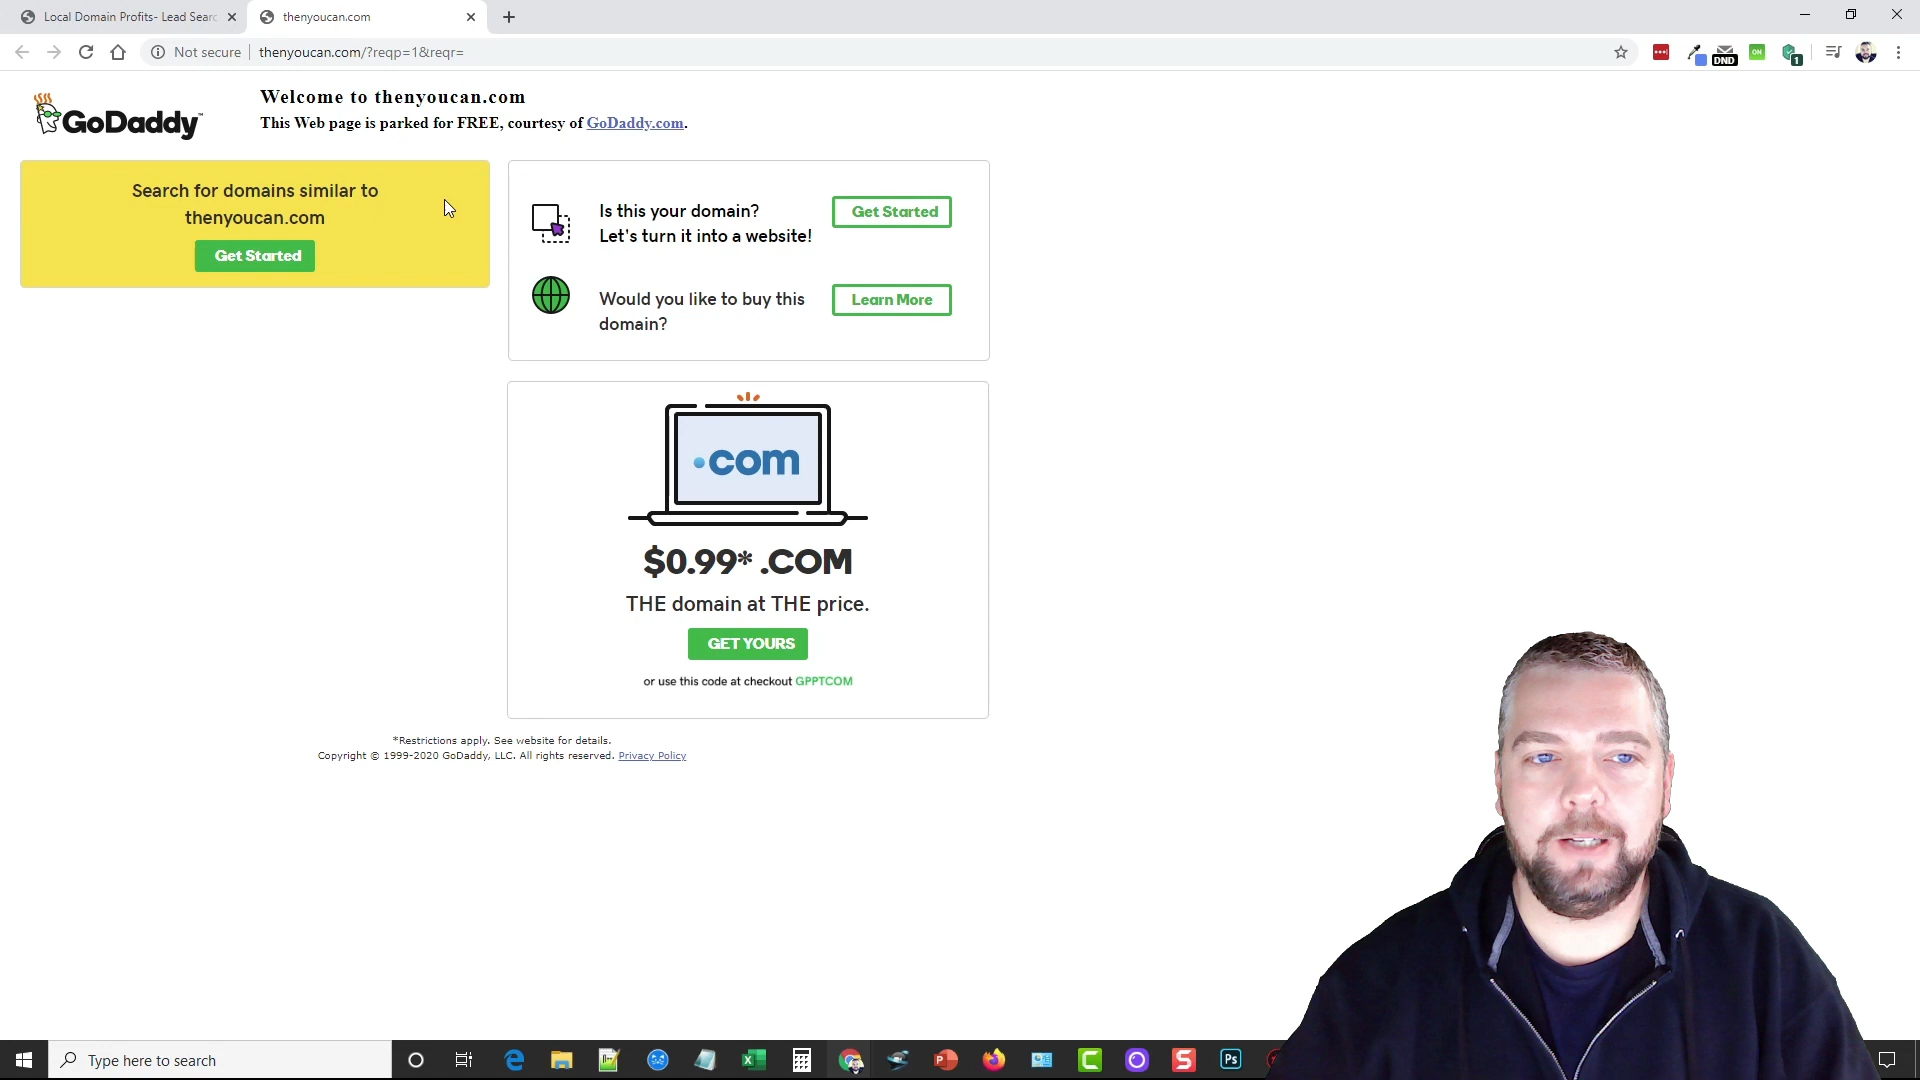 Local Domain Profits- Lead Searc
thenyoucan.com
Not secure
thenyoucan.com/?reqp=1&reqr=
DND
ON
1
GoDaddy™
Welcome to thenyoucan.com
This Web page is parked for FREE, courtesy of GoDaddy.com.
Search for domains similar to
thenyoucan.com
Get Started
Is this your domain?
Let's turn it into a website!
Get Started
Would you like to buy this
domain?
Learn More
.com
$0.99* .COM
THE domain at THE price.
GET YOURS
or use this code at checkout GPPTCOM
*Restrictions apply. See website for details.
Copyright © 1999-2020 GoDaddy, LLC. All rights reserved. Privacy Policy
Type here to search
Ps